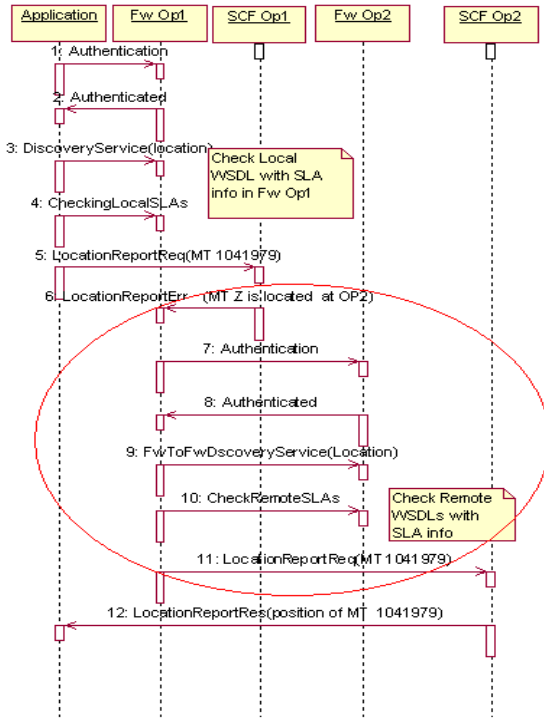 Application
Fw Op1
SCF Op1
Fw Op2
SCF Op2
1: Authentication
2: Authenticated
3: DiscoveryService(location)
Check Local
WSDL with SLA
info in Fw Op1
4: CheckingLocalSLAs
5: LocationReportReq(MT 1041979)
6: LocationReportErr - (MT Z is located at OP2)
7: Authentication
8: Authenticated
9: FwToFwDscoveryService(Location)
10: CheckRemoteSLAs
Check Remote
WSDLs with
SLA info
11: LocationReportReq(MT 1041979)
12: LocationReportRes(position of MT 1041979)